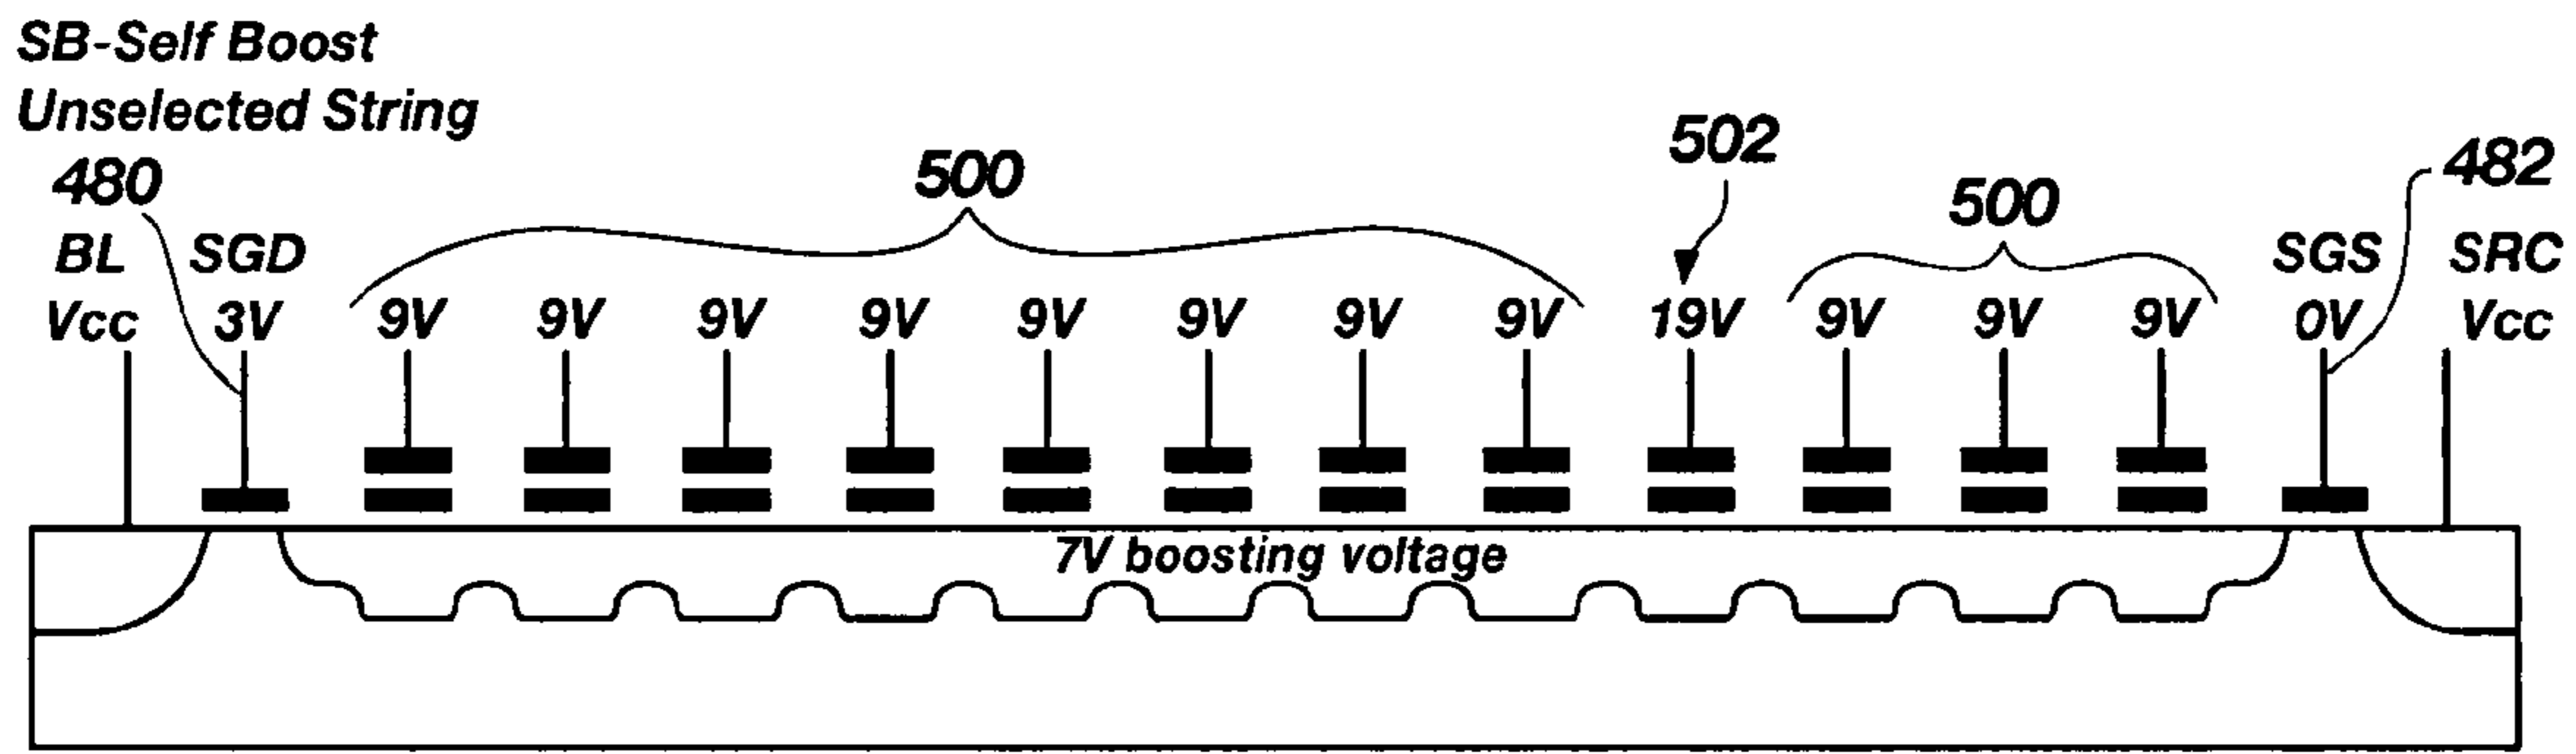 SB-Self Boost
Unselected String
480 500 502 500 482
BL SGD SGS SRC
Vcc 3V 9V 9V 9V 9V 9V 9V 9V 9V 19V 9V 9V 9V 0V Vcc
7V boosting voltage